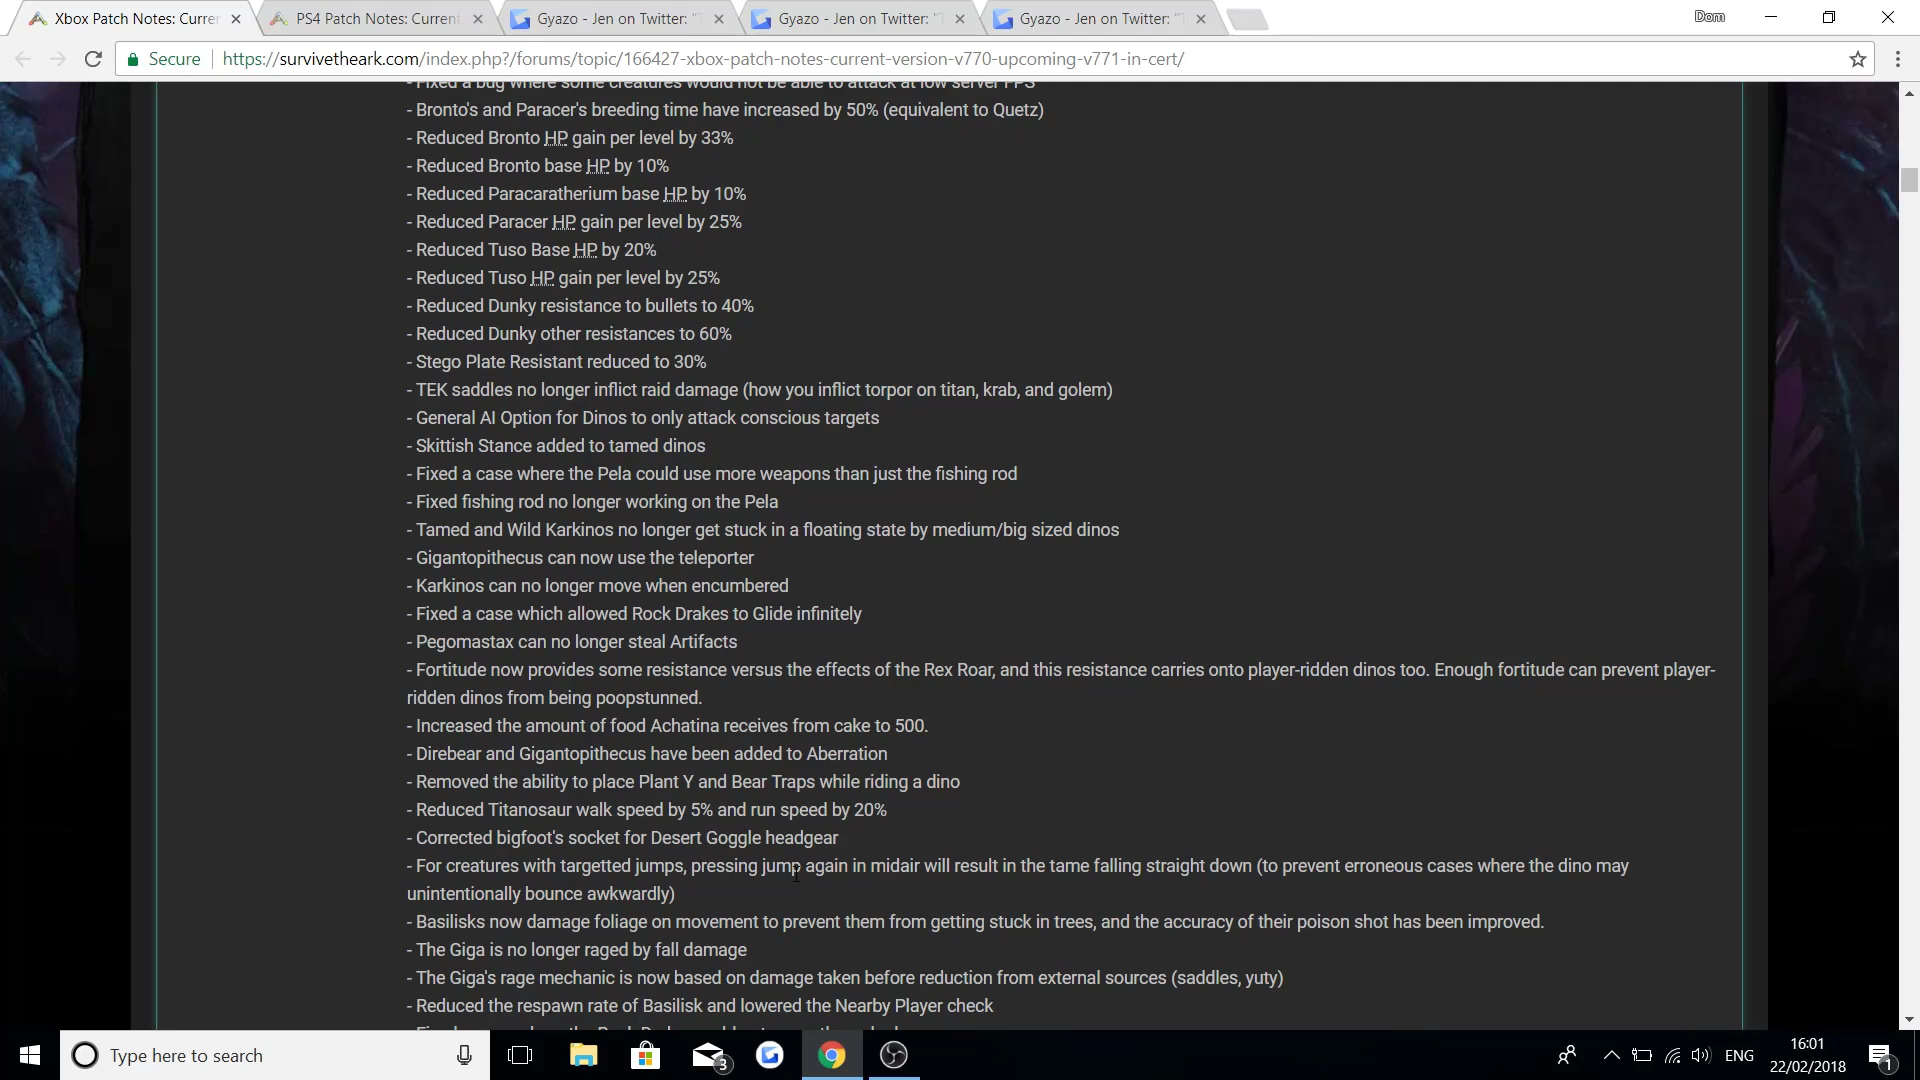 Xbox Patch Notes: Curre
PS4 Patch Notes: Current
Gyazo - Jen on Twitter: "T
Gyazo - Jen on Twitter: "T
Gyazo - Jen on Twitter: "T
Dom
Secure
https://survivetheark.com/index.php?/forums/topic/166427-xbox-patch-notes-current-version-v770-upcoming-v771-in-cert/
- Fixed a bug where some creatures would not be able to attack at low server FPS
- Bronto's and Paracer's breeding time have increased by 50% (equivalent to Quetz)
- Reduced Bronto HP gain per level by 33%
- Reduced Bronto base HP by 10%
- Reduced Paracaratherium base HP by 10%
- Reduced Paracer HP gain per level by 25%
- Reduced Tuso Base HP by 20%
- Reduced Tuso HP gain per level by 25%
- Reduced Dunky resistance to bullets to 40%
- Reduced Dunky other resistances to 60%
- Stego Plate Resistant reduced to 30%
- TEK saddles no longer inflict raid damage (how you inflict torpor on titan, krab, and golem)
- General AI Option for Dinos to only attack conscious targets
- Skittish Stance added to tamed dinos
- Fixed a case where the Pela could use more weapons than just the fishing rod
- Fixed fishing rod no longer working on the Pela
- Tamed and Wild Karkinos no longer get stuck in a floating state by medium/big sized dinos
- Gigantopithecus can now use the teleporter
- Karkinos can no longer move when encumbered
- Fixed a case which allowed Rock Drakes to Glide infinitely
- Pegomastax can no longer steal Artifacts
- Fortitude now provides some resistance versus the effects of the Rex Roar, and this resistance carries onto player-ridden dinos too. Enough fortitude can prevent player-
ridden dinos from being poopstunned.
- Increased the amount of food Achatina receives from cake to 500.
- Direbear and Gigantopithecus have been added to Aberration
- Removed the ability to place Plant Y and Bear Traps while riding a dino
- Reduced Titanosaur walk speed by 5% and run speed by 20%
- Corrected bigfoot's socket for Desert Goggle headgear
- For creatures with targetted jumps, pressing jump again in midair will result in the tame falling straight down (to prevent erroneous cases where the dino may
unintentionally bounce awkwardly)
- Basilisks now damage foliage on movement to prevent them from getting stuck in trees, and the accuracy of their poison shot has been improved.
- The Giga is no longer raged by fall damage
- The Giga's rage mechanic is now based on damage taken before reduction from external sources (saddles, yuty)
- Reduced the respawn rate of Basilisk and lowered the Nearby Player check
Type here to search
3
ENG
16:01
22/02/2018
1